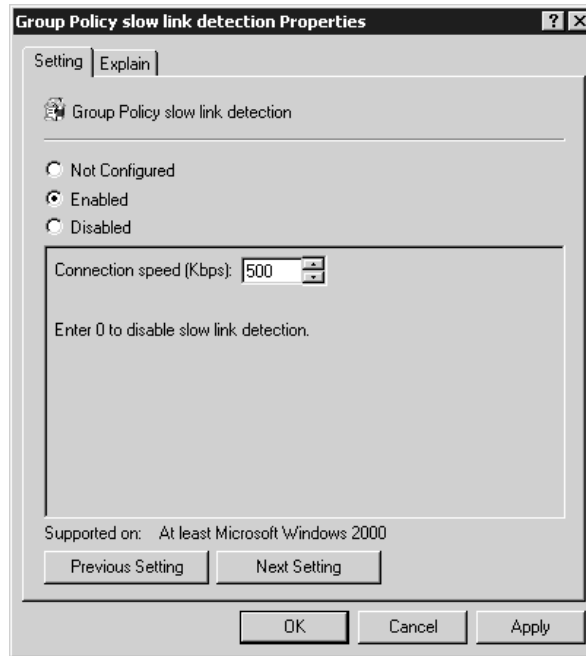 Group Policy slow link detection Properties
Setting
Explain
Group Policy slow link detection
Not Configured
Enabled
Disabled
Connection speed (Kbps): 500
Enter 0 to disable slow link detection.
Supported on: At least Microsoft Windows 2000
Previous Setting
Next Setting
OK
Cancel
Apply